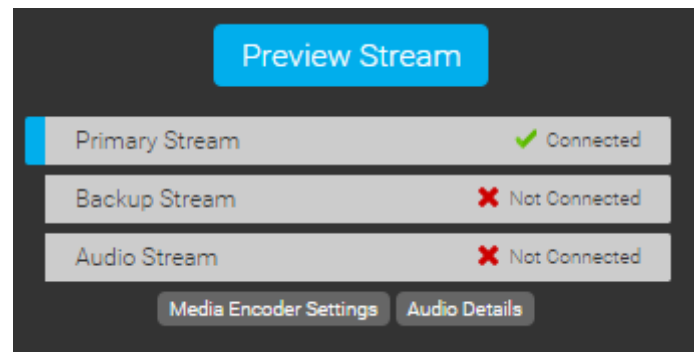 Preview Stream
Primary Stream Connected
Backup Stream Not Connected
Audio Stream Not Connected
Media Encoder Settings Audio Details